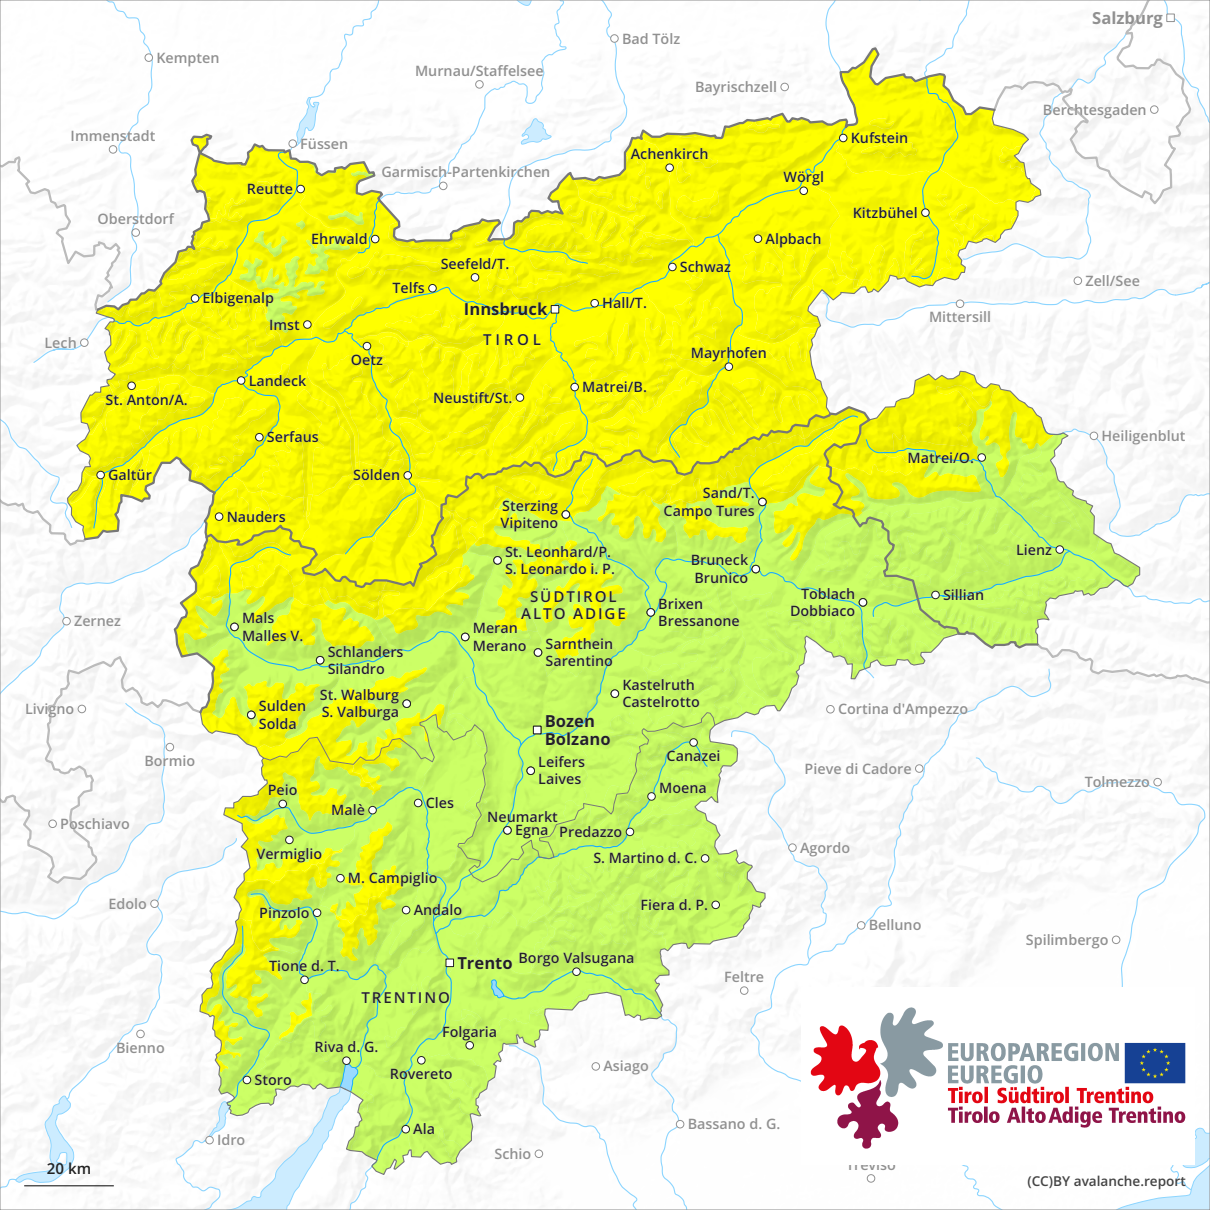 Salzburg
Bad Tölz
Kempten
Murnau/Staffelsee
Bayrischzell
Berchtesgaden
Immenstadt
Kufstein
Füssen
Achenkirch
Garmisch-Partenkirchen
Wörgl
Reutte
Oberstdorf
Kitzbühel
Ehrwald
Alpbach
Seefeld/T.
Schwaz
Zell/See
Telfs
Elbigenalp
Hall/T.
Innsbruck
Mittersill
Imst
TIROL
Lech
Oetz
Mayrhofen
Landeck
St. Anton/A.
Matrei/B.
Neustift/St.
Serfaus
Heiligenblut
Matrei/O.
Galtür
Sölden
Sand/T.
Campo Tures
Sterzing
Vipiteno
Nauders
St. Leonhard/P.
S. Leonardo i. P.
Lienz
Bruneck
Brunico
SÜDTIROL
ALTO ADIGE
Toblach
Dobbiaco
Sillian
Brixen
Bressanone
Zernez
Mals
Malles V.
Meran
Merano
Sarnthein
Sarentino
Schlanders
Silandro
Kastelruth
Castelrotto
St. Walburg
S. Valburga
Sulden
Solda
Livigno
Cortina d'Ampezzo
Bozen
Bolzano
Bormio
Canazei
Leifers
Laives
Pieve di Cadore
Tolmezzo
Peio
Moena
Malè
Cles
Neumarkt
Egna
Predazzo
Poschiavo
Vermiglio
Agordo
S. Martino d. C.
M. Campiglio
Edolo
Pinzolo
Andalo
Fiera d. P.
Belluno
Spilimbergo
Trento
Borgo Valsugana
Tione d. T.
Feltre
TRENTINO
Folgaria
Bienno
Riva d. G.
Rovereto
Asiago
Storo
EUROPAREGION
EUREGIO
Tirol Südtirol Trentino
Tirolo Alto Adige Trentino
Ala
Bassano d. G.
Idro
Schio
Treviso
20 km
(CC)BY avalanche.report